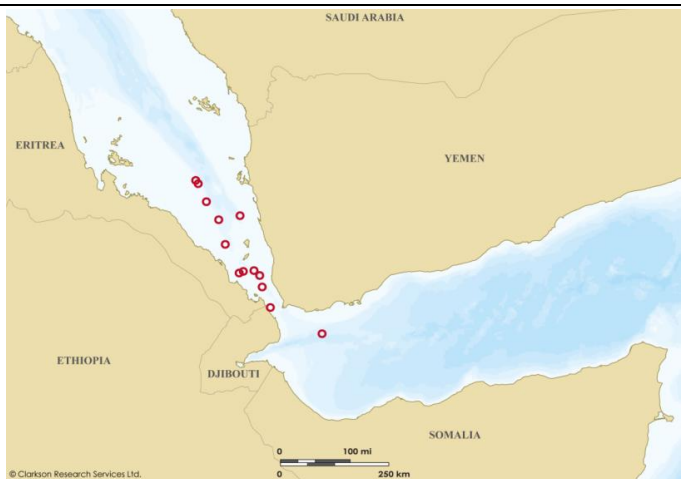 SAUDI ARABIA
ERITREA
YEMEN
ETHIOPIA
DJIBOUTI
SOMALIA
0 100 mi
0 250 km
© Clarkson Research Services Ltd.